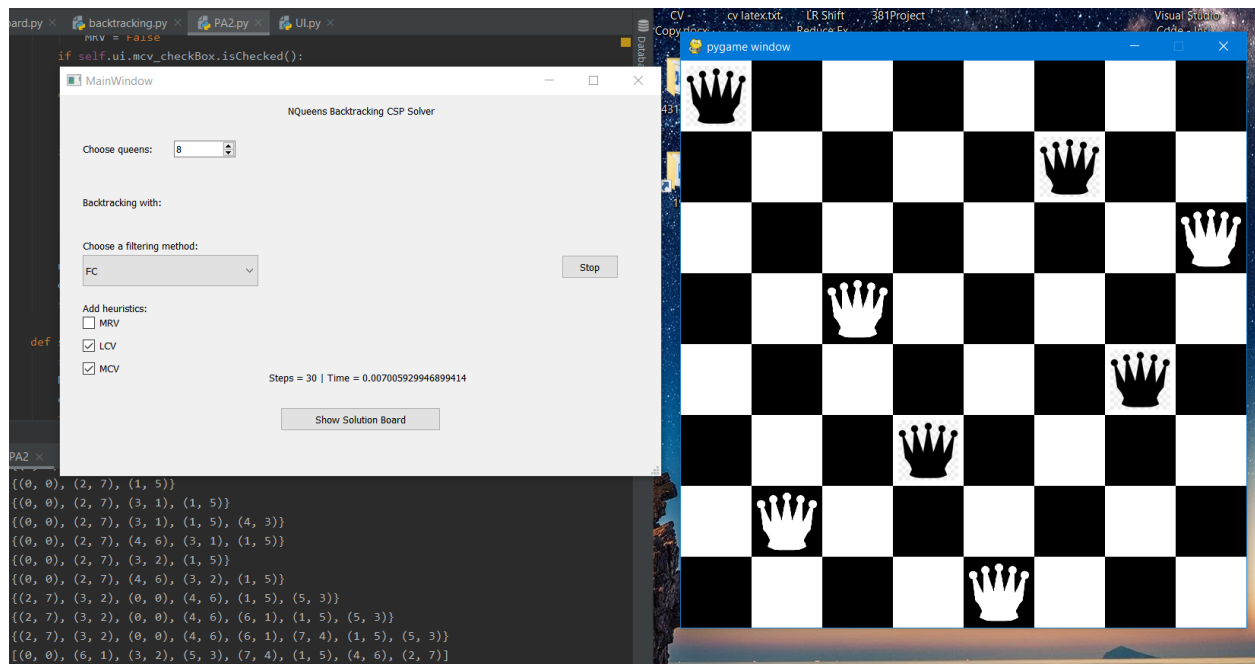 ard.py × backtracking.py × PA2.py × UI.py ×
MRV = False
if self.ui.mcv_checkBox.isChecked():
def
Databa
PA2 ×
MainWindow
NQueens Backtracking CSP Solver
Choose queens: 8
Backtracking with:
Choose a filtering method:
FC
Stop
Add heuristics:
MRV
LCV
MCV
Steps = 30 | Time = 0.007005929946899414
Show Solution Board
{(0, 0), (2, 7), (1, 5)}
{(0, 0), (2, 7), (3, 1), (1, 5)}
{(0, 0), (2, 7), (3, 1), (1, 5), (4, 3)}
{(0, 0), (2, 7), (4, 6), (3, 1), (1, 5)}
{(0, 0), (2, 7), (3, 2), (1, 5)}
{(0, 0), (2, 7), (4, 6), (3, 2), (1, 5)}
{(2, 7), (3, 2), (0, 0), (4, 6), (1, 5), (5, 3)}
{(2, 7), (3, 2), (0, 0), (4, 6), (6, 1), (1, 5), (5, 3)}
{(2, 7), (3, 2), (0, 0), (4, 6), (6, 1), (7, 4), (1, 5), (5, 3)}
[(0, 0), (6, 1), (3, 2), (5, 3), (7, 4), (1, 5), (4, 6), (2, 7)]
CV - cv latex.txt LR Shift 381Project Visual Studio
Copy.docx Reduce Ex
431
pygame window